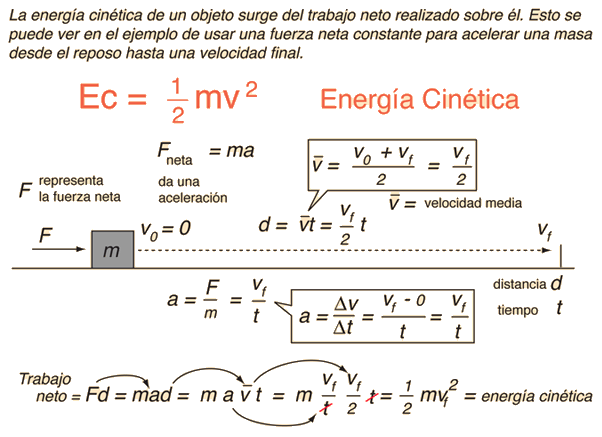 La energía cinética de un objeto surge del trabajo neto realizado sobre él. Esto se
puede ver en el ejemplo de usar una fuerza neta constante para acelerar una masa
desde el reposo hasta una velocidad final.
Ec = 1/2 mv² Energía Cinética
F representa la fuerza neta
F_neta = ma
da una
aceleración
v̅ = (v₀ + v_f)/2 = v_f/2
v̅ = velocidad media
F
m
v₀ = 0
d = v̅t = v_f/2 t
v_f
distancia d
tiempo t
a = F/m = v_f/t
a = Δv/Δt = (v_f - 0)/t = v_f/t
Trabajo
neto = Fd = mad = m a v̅ t = m v_f/t v_f/2 t = 1/2 mv_f² = energía cinética